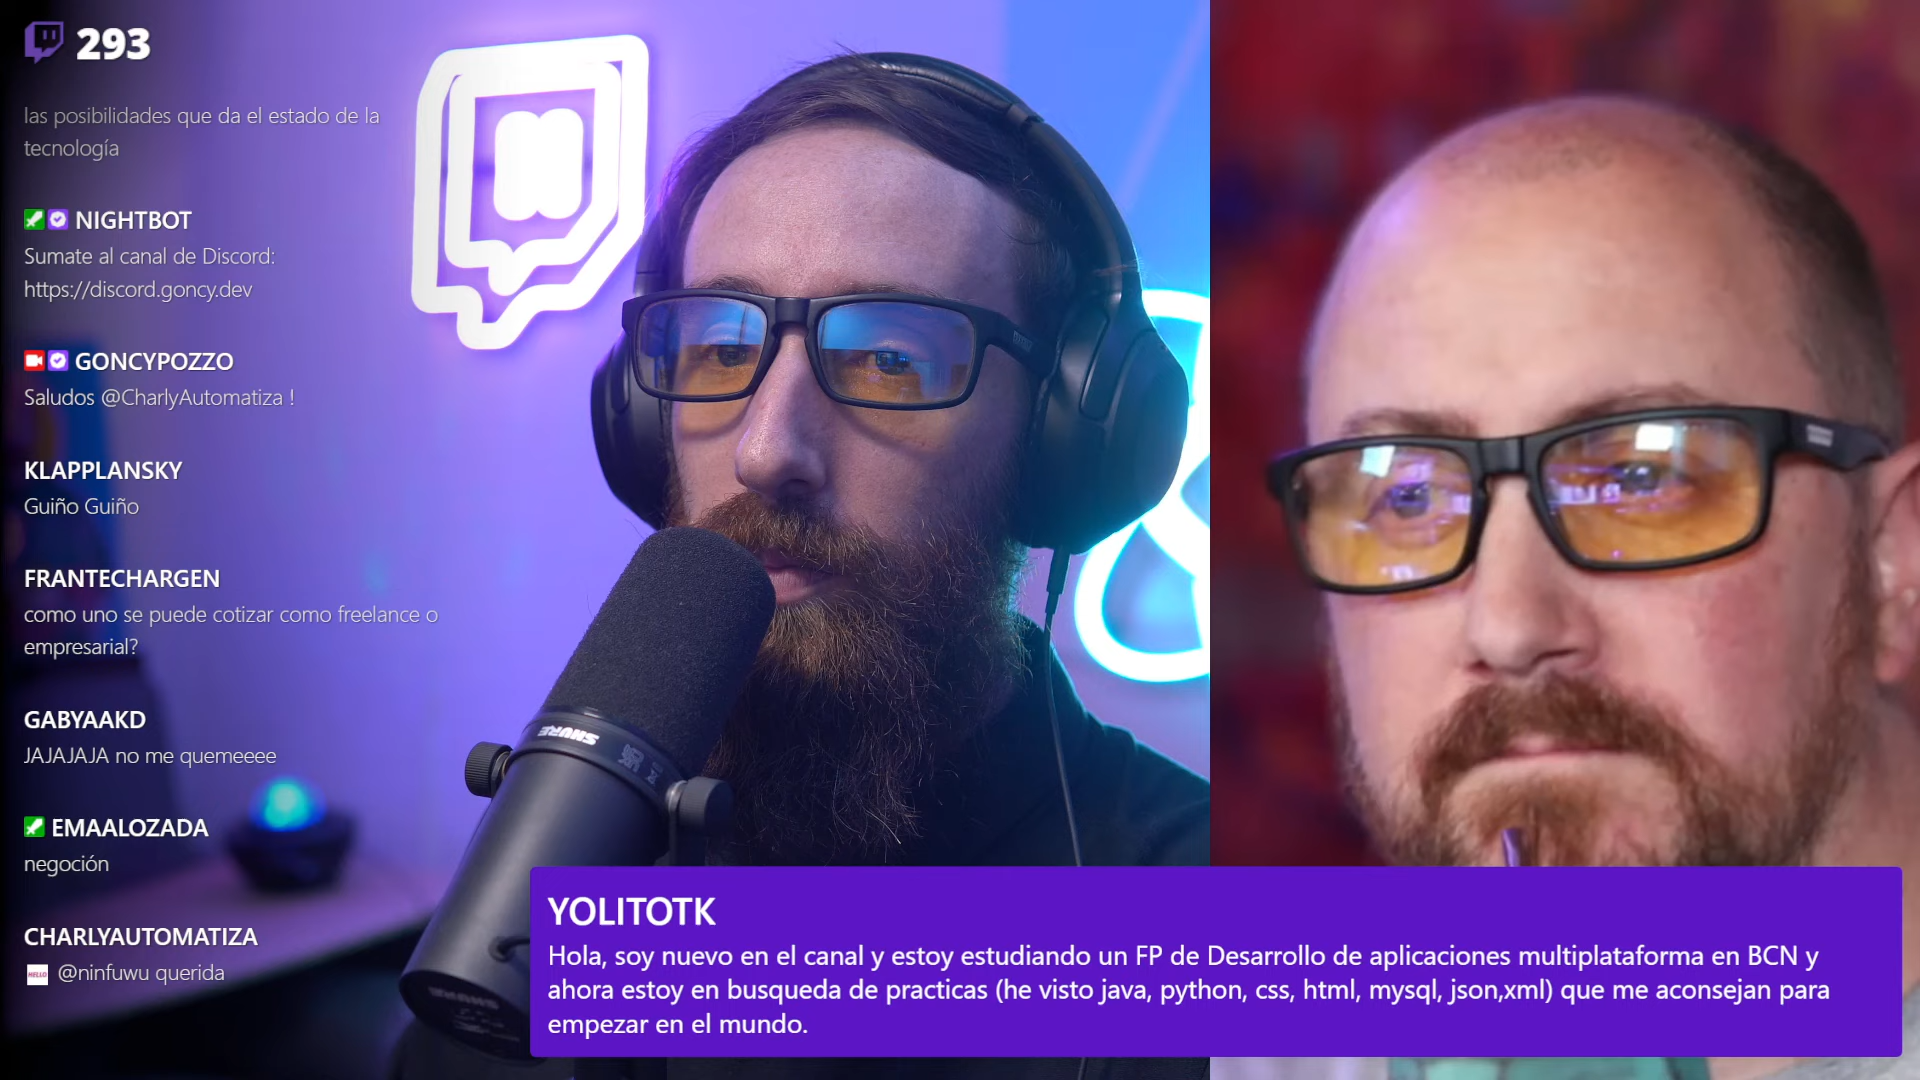 293
las posibilidades que da el estado de la
tecnología
NIGHTBOT
Sumate al canal de Discord:
https://discord.goncy.dev
GONCYPOZZO
Saludos @CharlyAutomatiza !
KLAPPLANSKY
Guiño Guiño
FRANTECHARGEN
como uno se puede cotizar como freelance o
empresarial?
GABYAAKD
JAJAJAJA no me quemeeee
EMAALOZADA
negoción
CHARLYAUTOMATIZA
HELLO @ninfuwu querida
SHURE
YOLITOTK
Hola, soy nuevo en el canal y estoy estudiando un FP de Desarrollo de aplicaciones multiplataforma en BCN y
ahora estoy en busqueda de practicas (he visto java, python, css, html, mysql, json,xml) que me aconsejan para
empezar en el mundo.